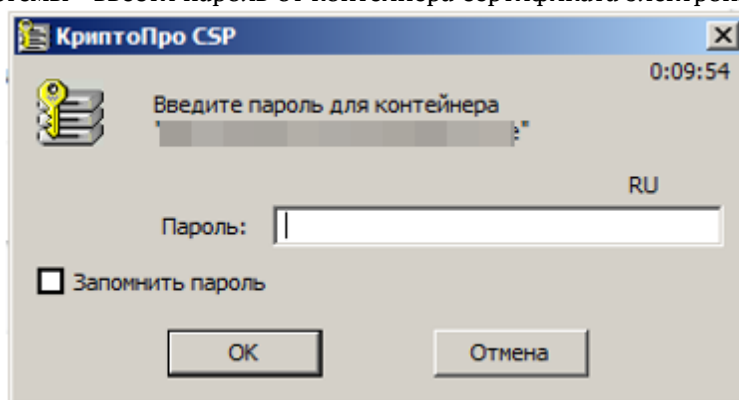 КриптоПро CSP
0:09:54
Введите пароль для контейнера
RU
Пароль:
Запомнить пароль
OK
Отмена